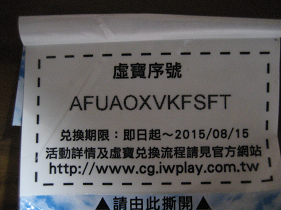 虛寶序號
AFUAOXVKFSFT
兌換期限：即日起～2015/08/15
活動詳情及虛寶兌換流程請見官方網站
http://www.cg.iwplay.com.tw
▲請由此撕開▲